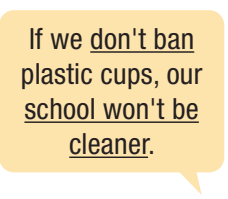 If we don't ban
plastic cups, our
school won't be
cleaner.